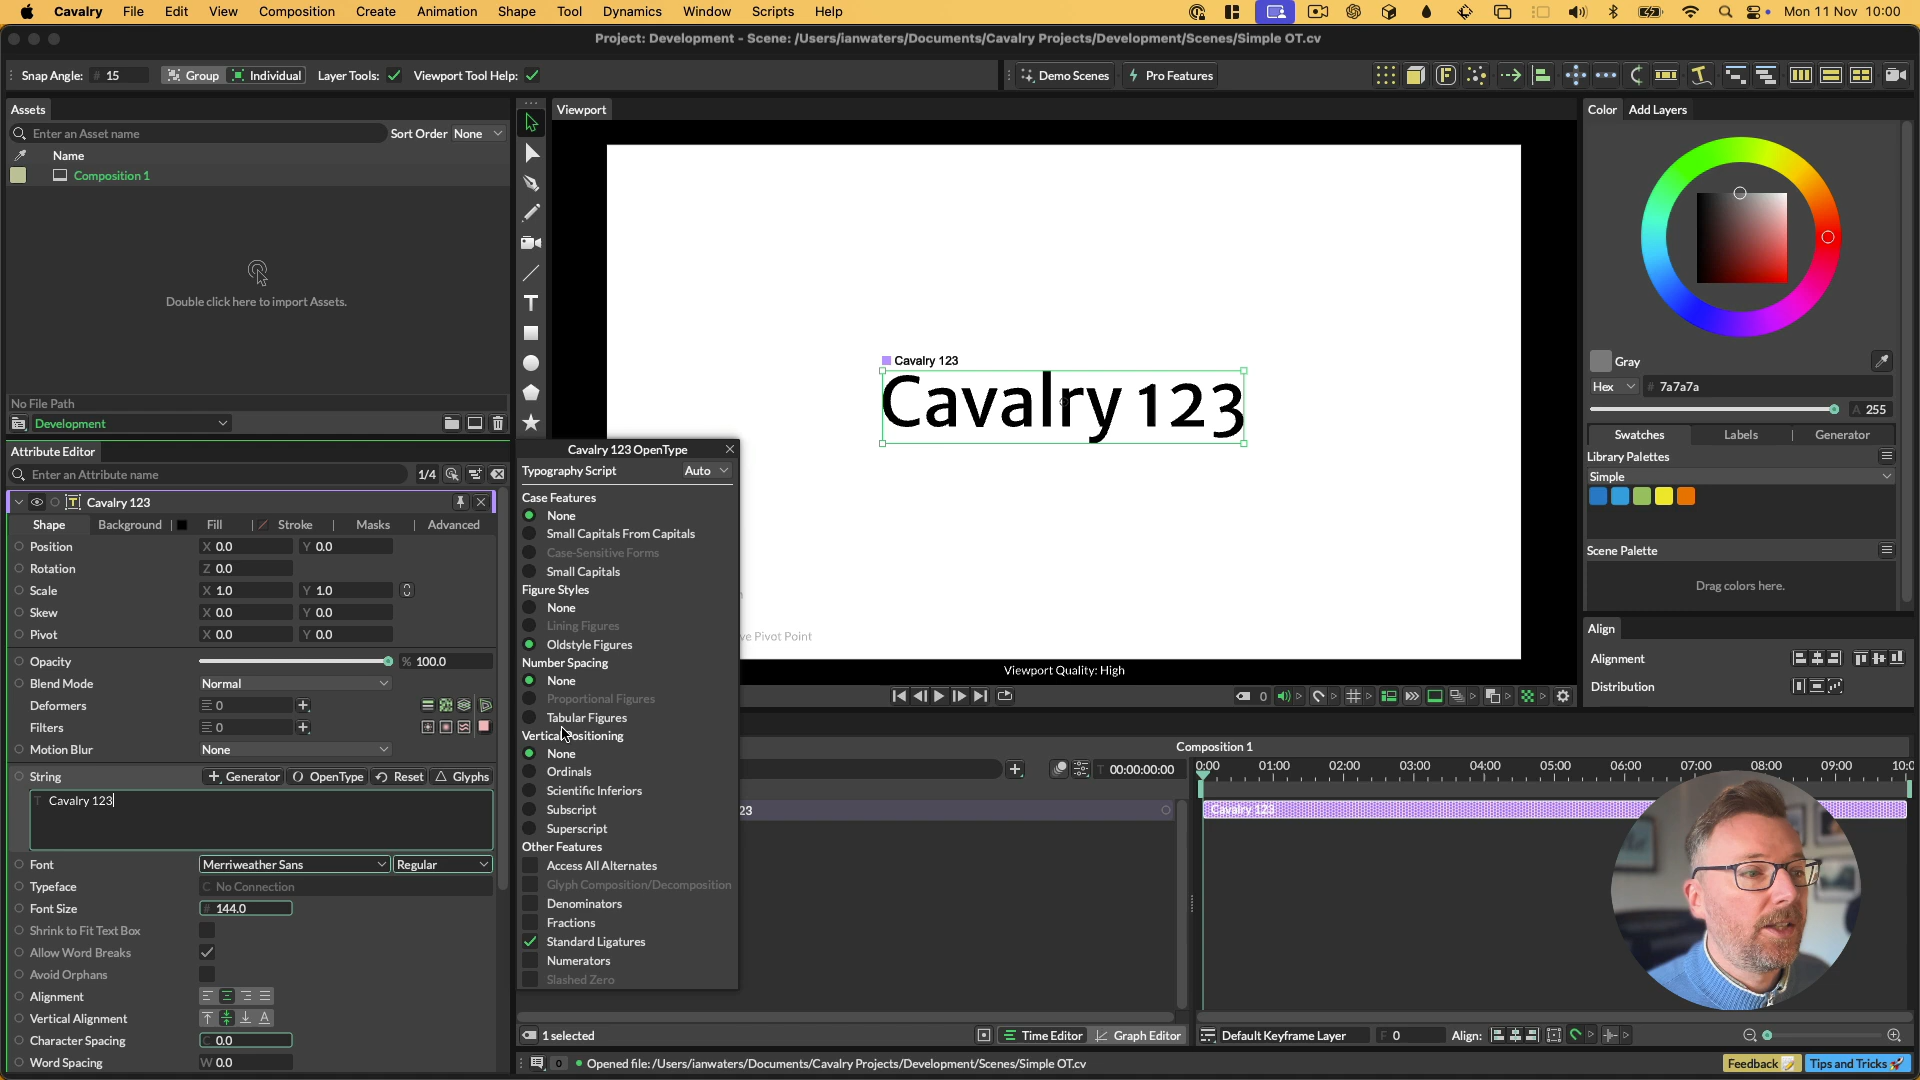 Cavalry File Edit View Composition Create Animation Shape Tool Dynamics Window Scripts Help Mon 11 Nov 10:00
Project: Development - Scene: /Users/ianwaters/Documents/Cavalry Projects/Development/Scenes/Simple OT.cv
Snap Angle: # 15 Group Individual Layer Tools: Viewport Tool Help: Demo Scenes Pro Features
Assets
Enter an Asset name Sort Order None
Name
Composition 1
Double click here to import Assets.
No File Path
Development
Viewport
Cavalry 123
Cavalry 123
ve Pivot Point
Viewport Quality: High
Color Add Layers
Gray
Hex # 7a7a7a
A 255
Swatches Labels Generator
Library Palettes
Simple
Scene Palette
Drag colors here.
Align
Alignment
Distribution
Attribute Editor
Enter an Attribute name 1/4
Cavalry 123
Shape Background Fill Stroke Masks Advanced
Position X 0.0 Y 0.0
Rotation Z 0.0
Scale X 1.0 Y 1.0
Skew X 0.0 Y 0.0
Pivot X 0.0 Y 0.0
Opacity % 100.0
Blend Mode Normal
Deformers 0
Filters 0
Motion Blur None
String Generator OpenType Reset Glyphs
T Cavalry 123
Font Merriweather Sans Regular
Typeface C No Connection
Font Size # 144.0
Shrink to Fit Text Box
Allow Word Breaks
Avoid Orphans
Alignment
Vertical Alignment
Character Spacing C 0.0
Word Spacing W 0.0
Cavalry 123 OpenType
Typography Script Auto
Case Features
None
Small Capitals From Capitals
Case-Sensitive Forms
Small Capitals
Figure Styles
None
Lining Figures
Oldstyle Figures
Number Spacing
None
Proportional Figures
Tabular Figures
Vertical Positioning
None
Ordinals
Scientific Inferiors
Subscript
Superscript
Other Features
Access All Alternates
Glyph Composition/Decomposition
Denominators
Fractions
Standard Ligatures
Numerators
Slashed Zero
0
Composition 1
T 00:00:00:00 0:00 01:00 02:00 03:00 04:00 05:00 06:00 07:00 08:00 09:00 10:0
23 Cavalry 123
1 selected Time Editor Graph Editor Default Keyframe Layer F 0 Align:
0 Opened file:/Users/ianwaters/Documents/Cavalry Projects/Development/Scenes/Simple OT.cv Feedback Tips and Tricks